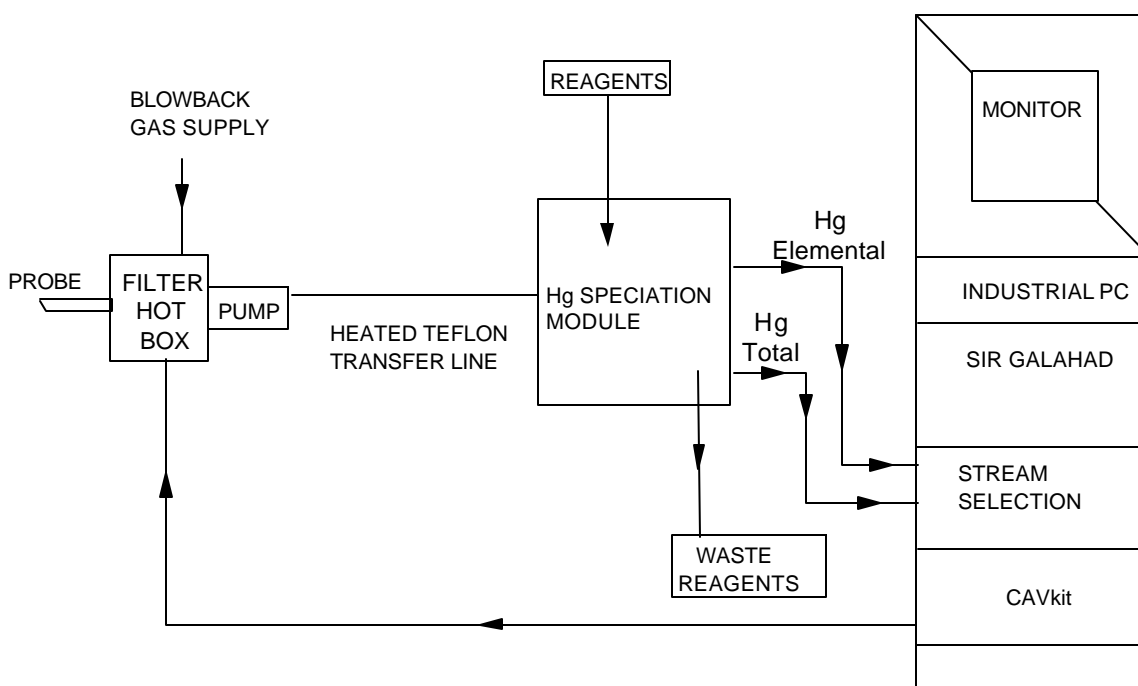 REAGENTS
BLOWBACK
GAS SUPPLY
MONITOR
PROBE
FILTER
HOT
BOX
PUMP
HEATED TEFLON
TRANSFER LINE
Hg SPECIATION
MODULE
Hg
Elemental
Hg
Total
INDUSTRIAL PC
SIR GALAHAD
STREAM
SELECTION
WASTE
REAGENTS
CAVkit